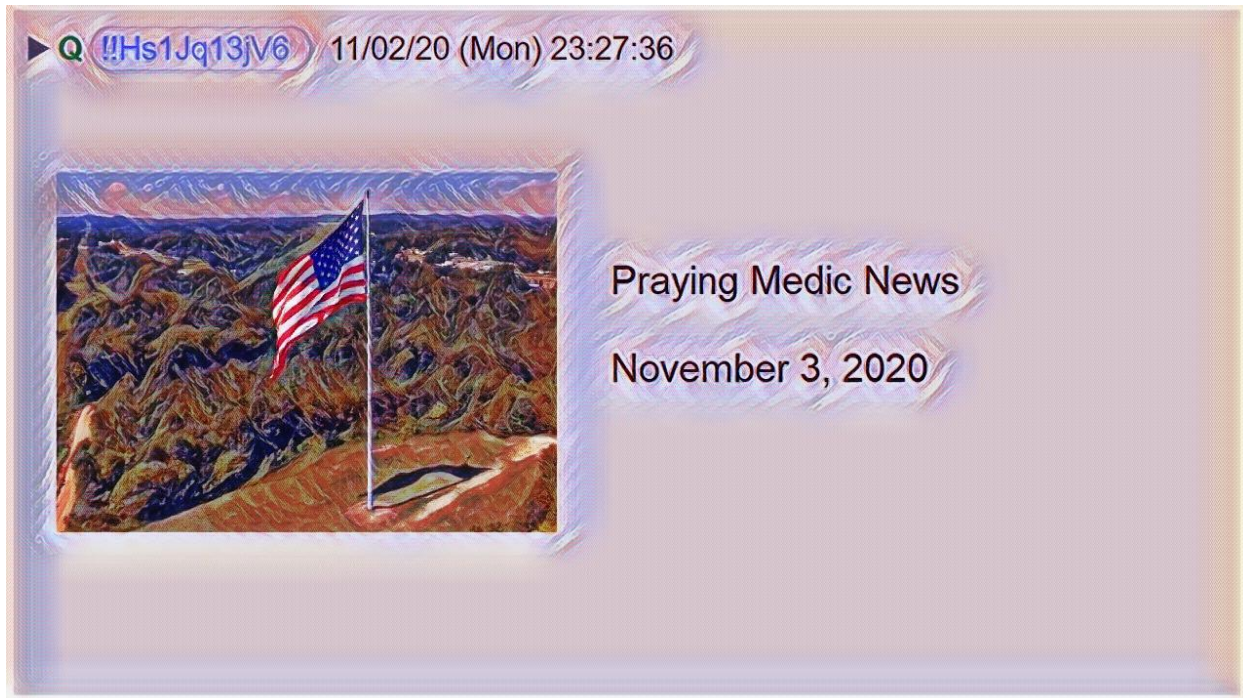 Q !!Hs1Jq13jV6 11/02/20 (Mon) 23:27:36
Praying Medic News
November 3, 2020